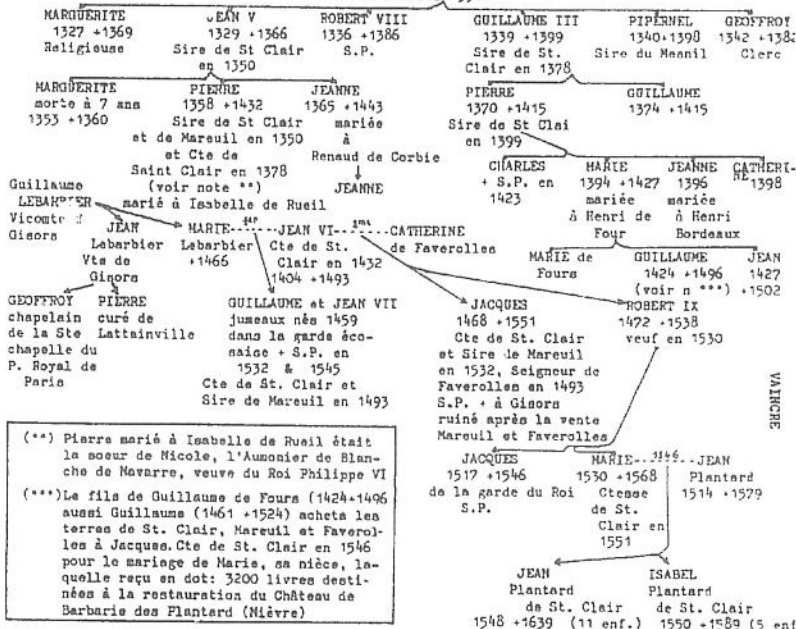 MARGUERITE
1327 +1369
Religieuse
JEAN V
1329 +1366
Sire de St Clair
en 1350
ROBERT VIII
1336 +1386
S.P.
GUILLAUME III
1339 +1399
Sire de St.
Clair en 1378
PIPERNEL
1340+1398
Sire du Mesnil
GEOFFROY
1342 +1382
Clerc
MARGUERITE
morte à 7 ans
1353 +1360
PIERRE
1358 +1432
Sire de St Clair
et de Mareuil en 1350
et Cte de
Saint Clair en 1378
(voir note **)
marié à Isabelle de Rueil
JEANNE
1365 +1443
mariée
à
Renaud de Corbie
JEANNE
PIERRE
1370 +1415
Sire de St Clai
en 1399
GUILLAUME
1374 +1415
CHARLES
+ S.P. en
1423
MARIE
1394 +1427
mariée
à Henri de
Four
JEANNE
1396
mariée
à Henri
Bordeaux
CATHERI-
NE 1398
Guillaume
LEBARBIER
Vicomte
Gisors
JEAN
Lebarbier
Vte de
Gisors
MARIE
Lebarbier
+1466
JEAN VI
Cte de St.
Clair en 1432
1404 +1493
CATHERINE
de Faverolles
MARIE de
Fours
GUILLAUME
1424 +1496
(voir n ***)
JEAN
1427
+1502
GEOFFROY
chapelain
de la Ste
chapelle du
P. Royal de
Paris
PIERRE
curé de
Lattainville
GUILLAUME et JEAN VII
jumeaux nés 1459
dans la garde éco-
saise + S.P. en
1532 & 1545
Cte de St. Clair et
Sire de Mareuil en 1493
JACQUES
1468 +1551
Cte de St. Clair
et Sire de Mareuil
en 1532, Seigneur de
Faverolles en 1493
S.P. + à Gisors
ruiné après la vente
Mareuil et Faverolles
ROBERT IX
1472 +1538
veuf en 1530
VAINCRE
JACQUES
1517 +1546
de la garde du Roi
S.P.
MARIE
1530 +1568
Ctesse
de St.
Clair en
1551
1546
JEAN
Plantard
1514 +1579
JEAN
Plantard
de St. Clair
1548 +1639 (11 enf.)
ISABEL
Plantard
de St. Clair
1550 +1589 (5 enf
(**) Pierre marié à Isabelle de Rueil était
la soeur de Nicole, l'Aumonier de Blan-
che de Navarre, veuve du Roi Philippe VI
(***)Le fils de Guillaume de Fours (1424+1496
aussi Guillaume (1461 +1524) acheta les
terres de St. Clair, Mareuil et Faverol-
les à Jacques, Cte de St. Clair en 1546
pour le mariage de Marie, sa nièce, la-
quelle reçu en dot: 3200 livres desti-
nées à la restauration du Château de
Barbarie des Plantard (Nièvre)